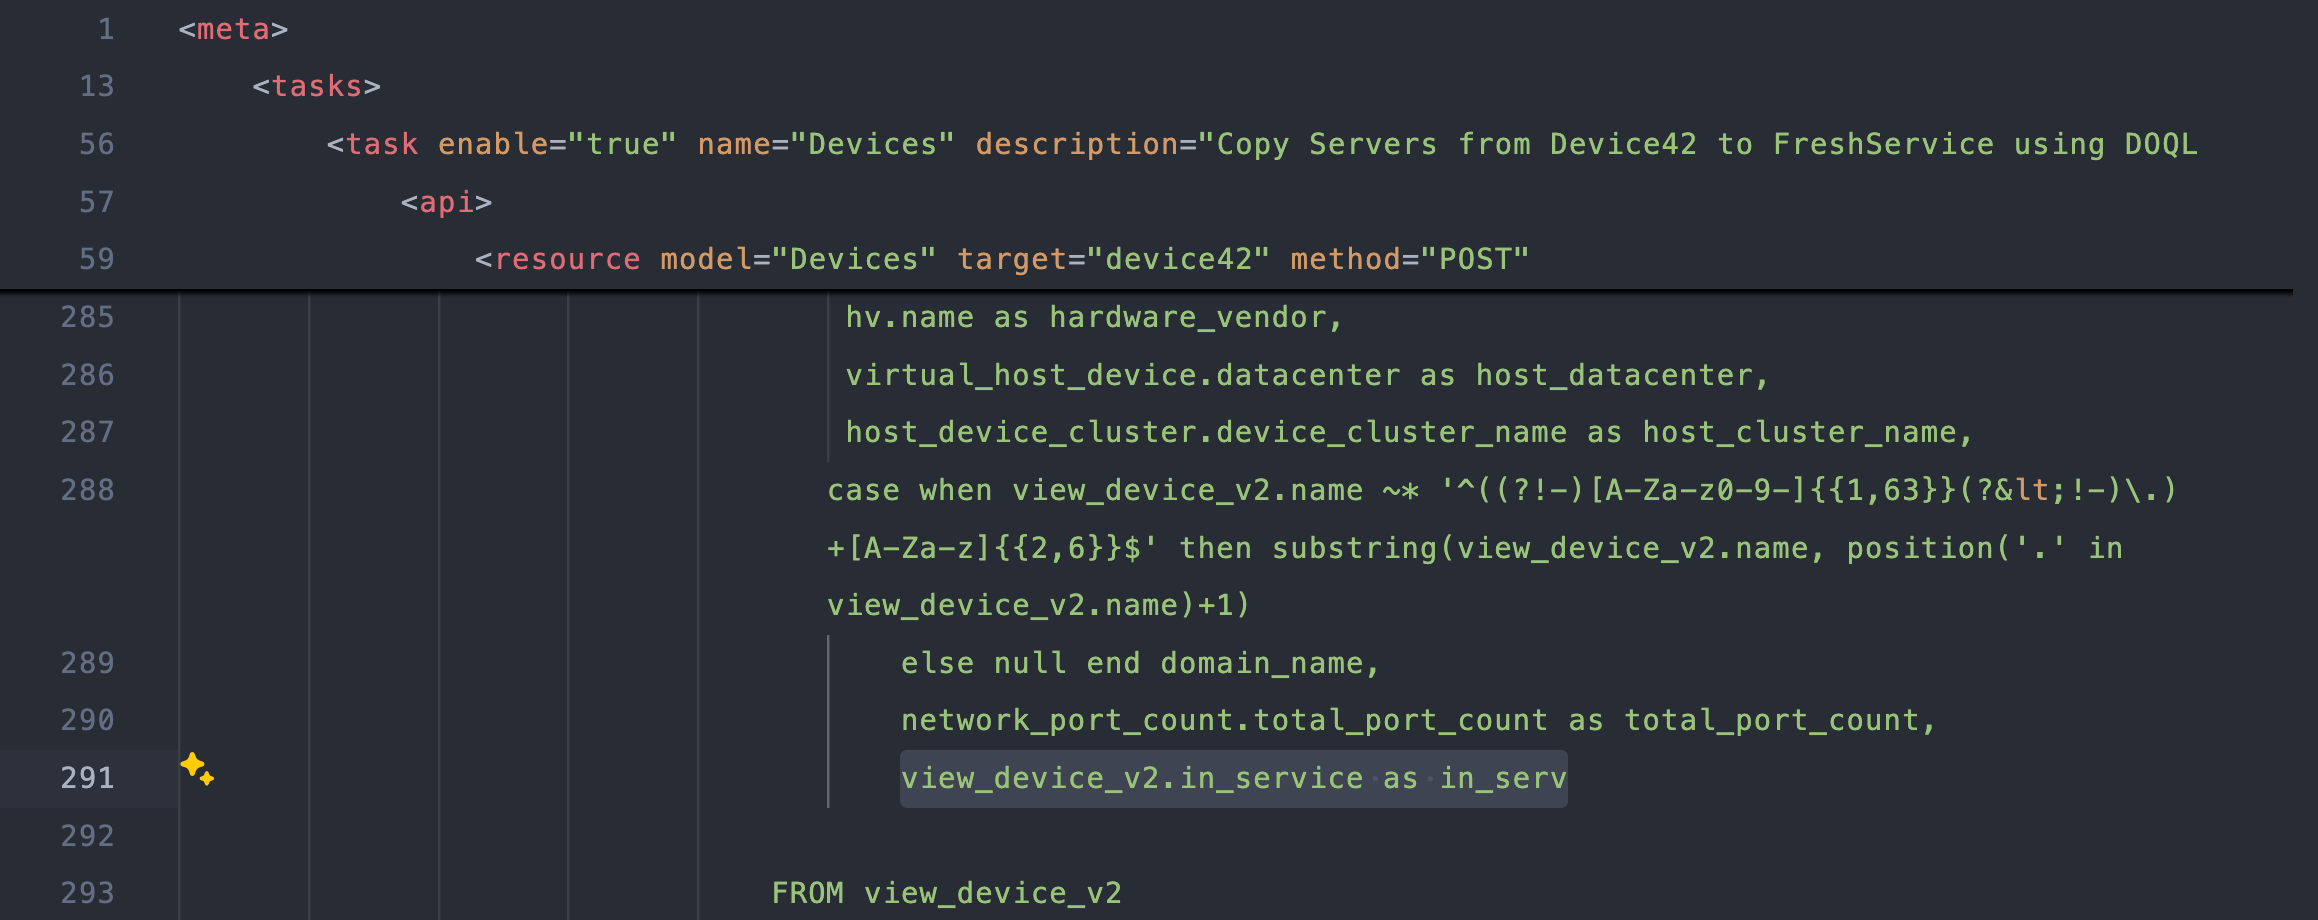 1 <meta>
13 <tasks>
56 <task enable="true" name="Devices" description="Copy Servers from Device42 to FreshService using DOQL
57 <api>
59 <resource model="Devices" target="device42" method="POST"
285 hv.name as hardware_vendor,
286 virtual_host_device.datacenter as host_datacenter,
287 host_device_cluster.device_cluster_name as host_cluster_name,
288 case when view_device_v2.name ~* '^((?!-)[A-Za-z0-9-]{{1,63}}(?&lt;!-)\.)
+[A-Za-z]{{2,6}}$' then substring(view_device_v2.name, position('.' in
view_device_v2.name)+1)
289 else null end domain_name,
290 network_port_count.total_port_count as total_port_count,
291 view_device_v2.in_service as in_serv
292
293 FROM view_device_v2